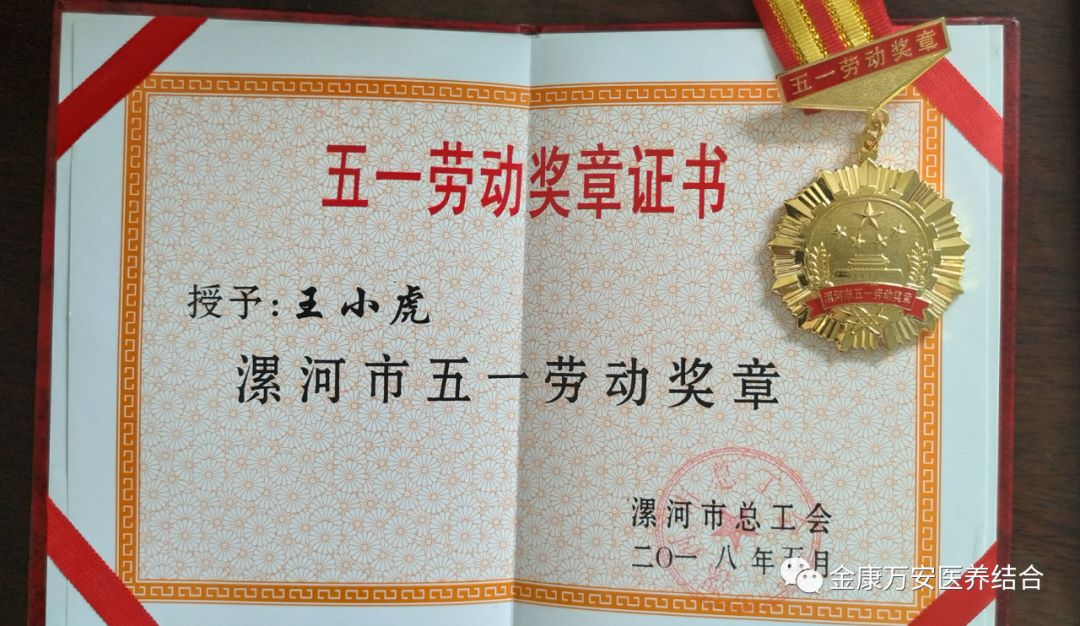 五一劳动奖章
五一劳动奖章证书
授予:王小虎
漯河市五一劳动奖章
漯河市五一劳动奖章
漯河市总工会
二〇一八年五月
金康万安医养结合